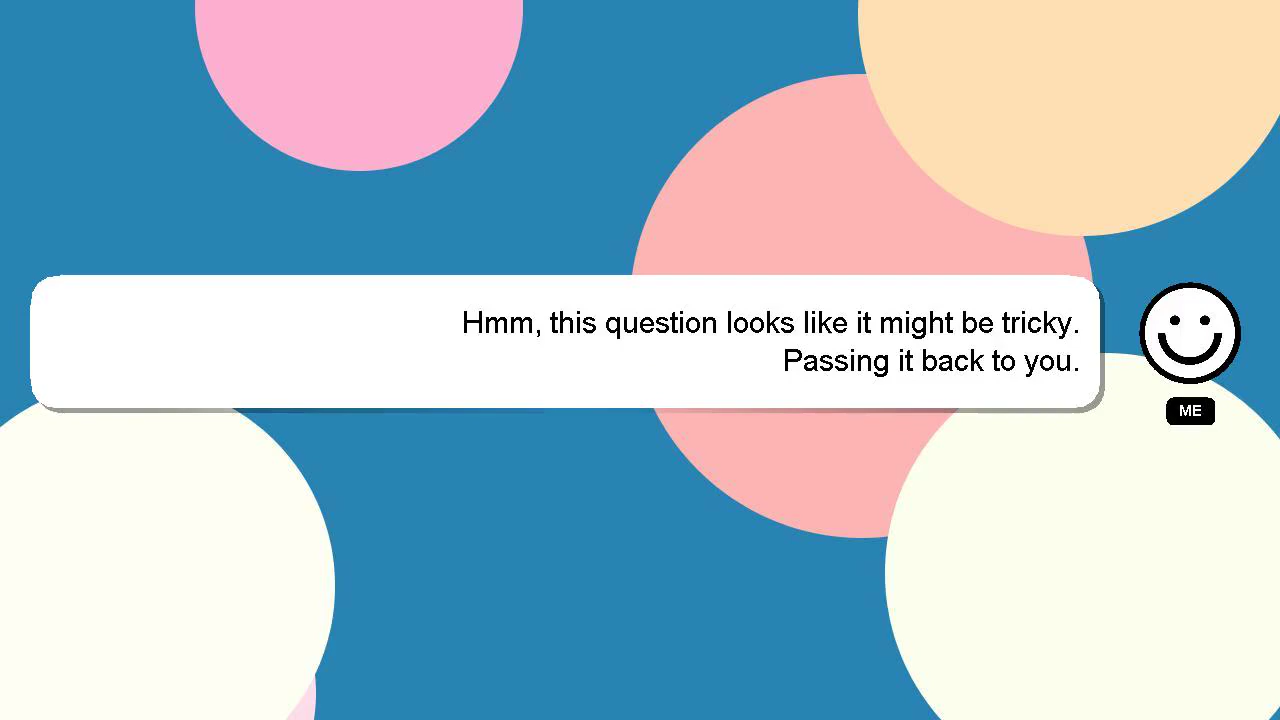 Hmm, this question looks like it might be tricky.
Passing it back to you.
ME